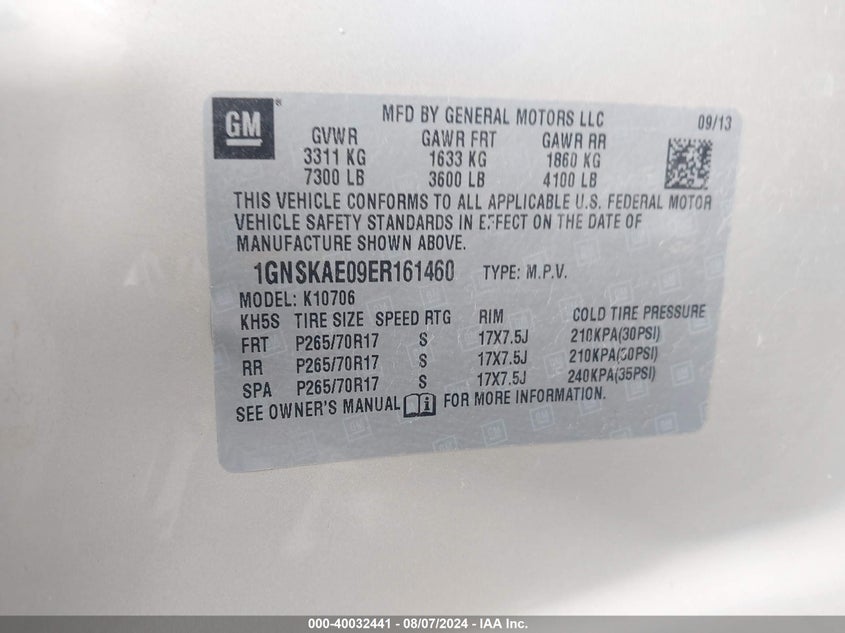 GM
MFD BY GENERAL MOTORS LLC 09/13
GVWR GAWR FRT GAWR RR
3311 KG 1633 KG 1860 KG
7300 LB 3600 LB 4100 LB
THIS VEHICLE CONFORMS TO ALL APPLICABLE U.S. FEDERAL MOTOR
VEHICLE SAFETY STANDARDS IN EFFECT ON THE DATE OF
MANUFACTURE SHOWN ABOVE.
1GNSKAE09ER161460 TYPE: M.P.V.
MODEL: K10706
KH5S TIRE SIZE SPEED RTG RIM COLD TIRE PRESSURE
FRT P265/70R17 S 17X7.5J 210KPA(30PSI)
RR P265/70R17 S 17X7.5J 210KPA(30PSI)
SPA P265/70R17 S 17X7.5J 240KPA(35PSI)
SEE OWNER'S MANUAL FOR MORE INFORMATION.
000-40032441 - 08/07/2024 - IAA Inc.